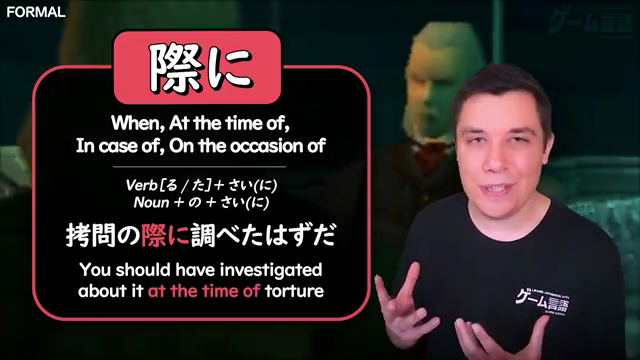 FORMAL
ゲーム言語
際に
When, At the time of,
In case of, On the occasion of
Verb [る / た] + さい(に)
Noun + の + さい(に)
拷問の際に調べたはずだ
You should have investigated
about it at the time of torture
ゲーム言語